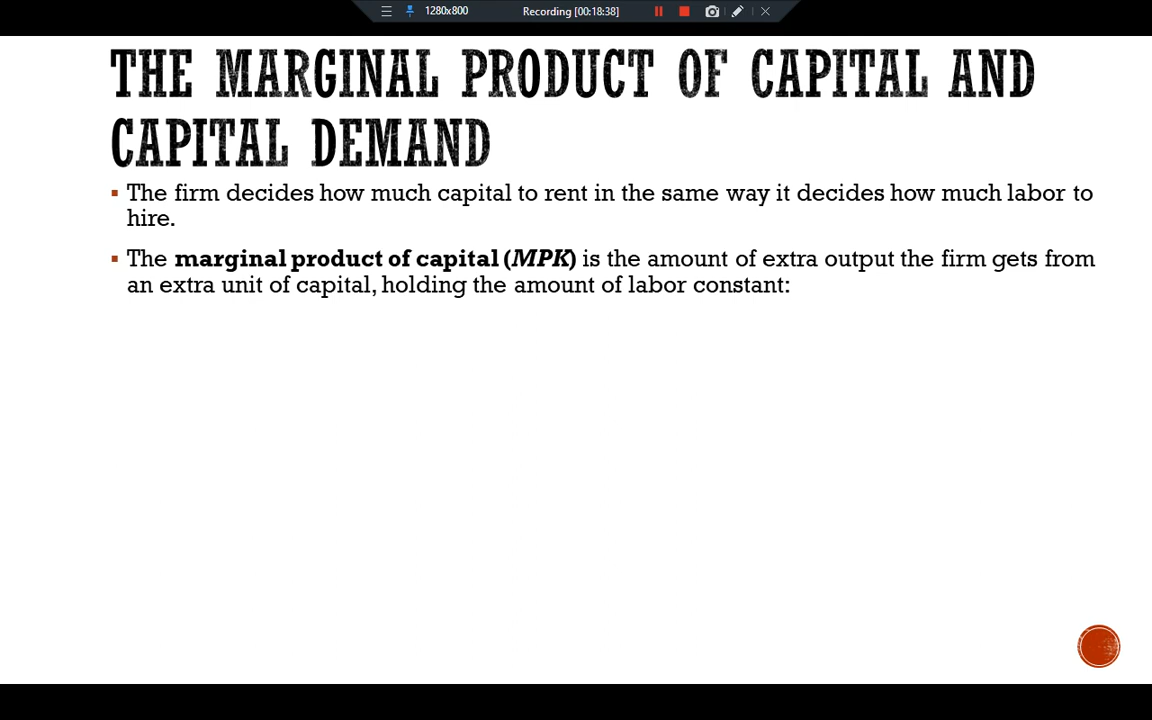 1280x800 Recording [00:18:38]
THE MARGINAL PRODUCT OF CAPITAL AND
CAPITAL DEMAND
▪ The firm decides how much capital to rent in the same way it decides how much labor to
hire.
▪ The marginal product of capital (MPK) is the amount of extra output the firm gets from
an extra unit of capital, holding the amount of labor constant: